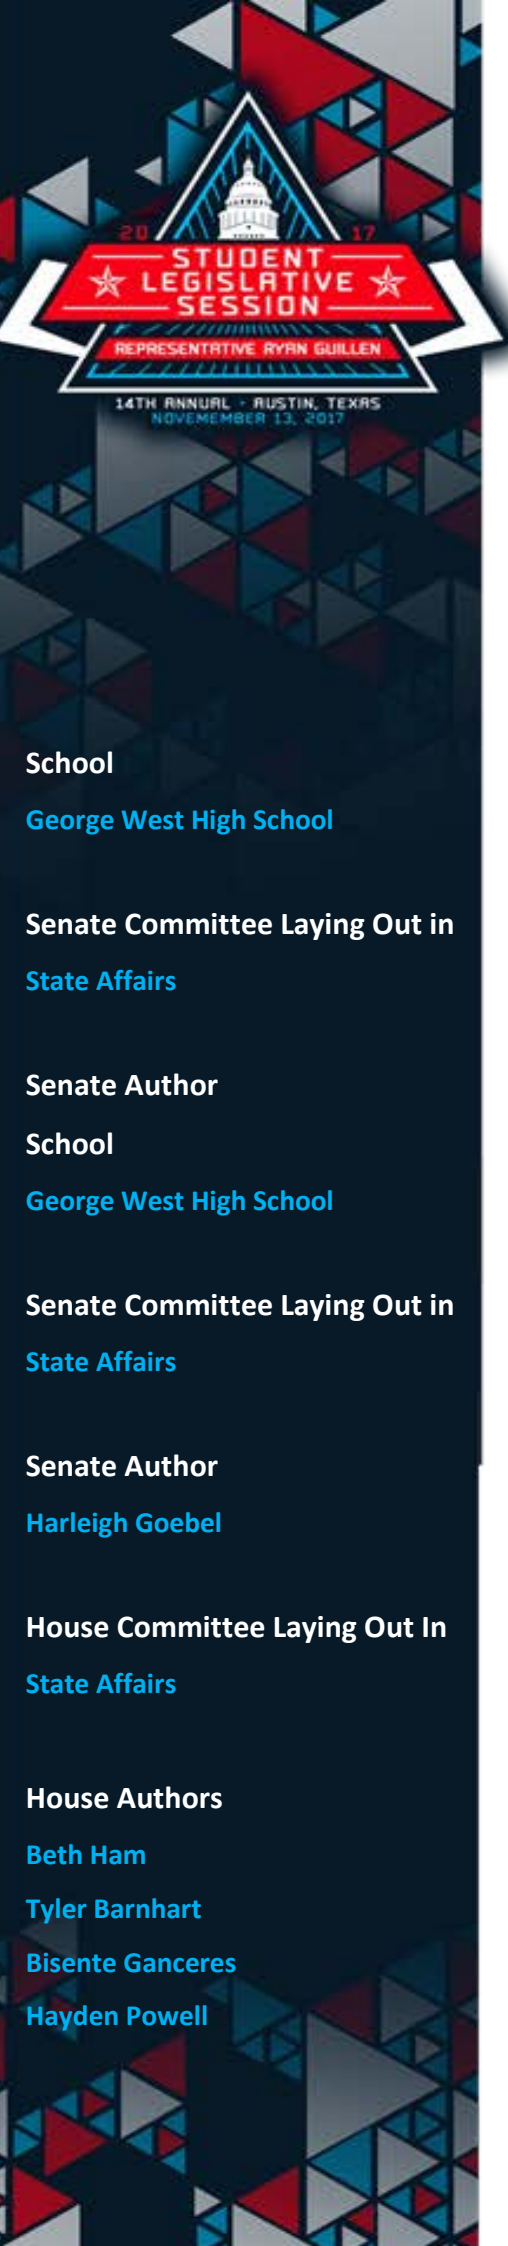 20 17
STUDENT
LEGISLATIVE
SESSION
REPRESENTATIVE RYAN GUILLEN
14TH ANNUAL - AUSTIN, TEXAS
NOVEMEMBER 13, 2017
School
George West High School
Senate Committee Laying Out in
State Affairs
Senate Author
School
George West High School
Senate Committee Laying Out in
State Affairs
Senate Author
Harleigh Goebel
House Committee Laying Out In
State Affairs
House Authors
Beth Ham
Tyler Barnhart
Bisente Ganceres
Hayden Powell